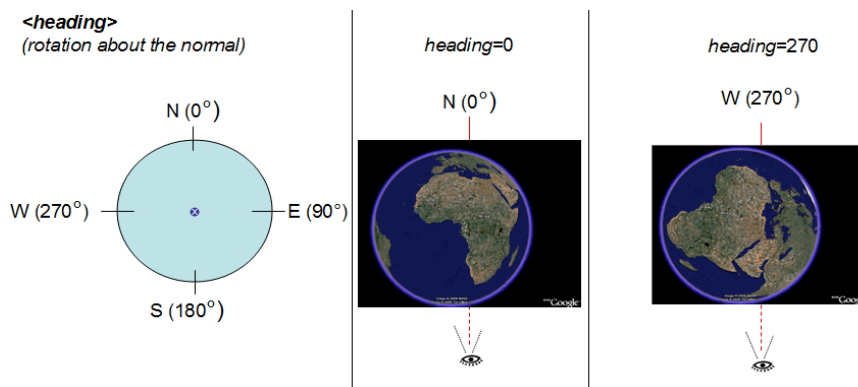 <heading>
(rotation about the normal)
N (0°)
W (270°)
E (90°)
S (180°)
heading=0
N (0°)
Google
heading=270
W (270°)
Google